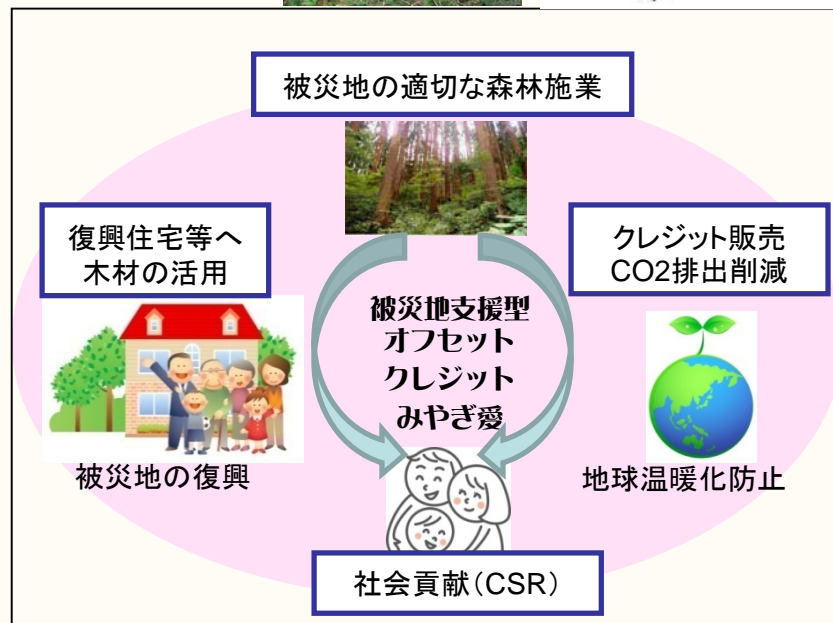 被災地の適切な森林施業
復興住宅等へ
木材の活用
クレジット販売
CO2排出削減
被災地支援型
オフセット
クレジット
みやぎ愛
被災地の復興
地球温暖化防止
社会貢献(CSR)